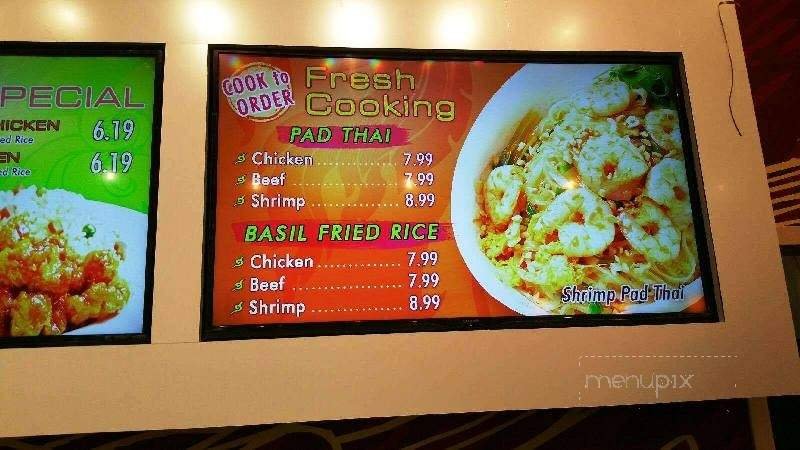 PECIAL
HICKEN 6.19
ed Rice
EN 6.19
ed Rice
COOK to
ORDER
Fresh
Cooking
PAD THAI
Chicken .............. 7.99
Beef .................... 7.99
Shrimp ................ 8.99
BASIL FRIED RICE
Chicken .............. 7.99
Beef .................... 7.99
Shrimp ................ 8.99
Shrimp Pad Thai
menupix